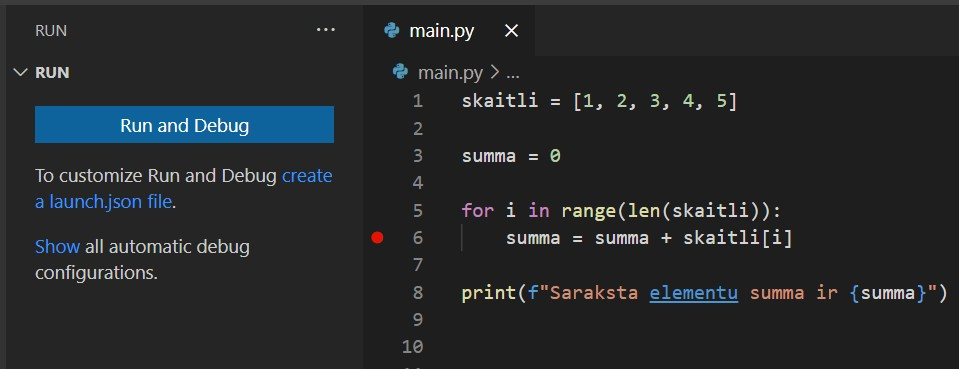 RUN ...
RUN
Run and Debug
To customize Run and Debug create
a launch.json file.
Show all automatic debug
configurations.
main.py
main.py > ...
1 skaitli = [1, 2, 3, 4, 5]
2
3 summa = 0
4
5 for i in range(len(skaitli)):
6     summa = summa + skaitli[i]
7
8 print(f"Saraksta elementu summa ir {summa}")
9
10